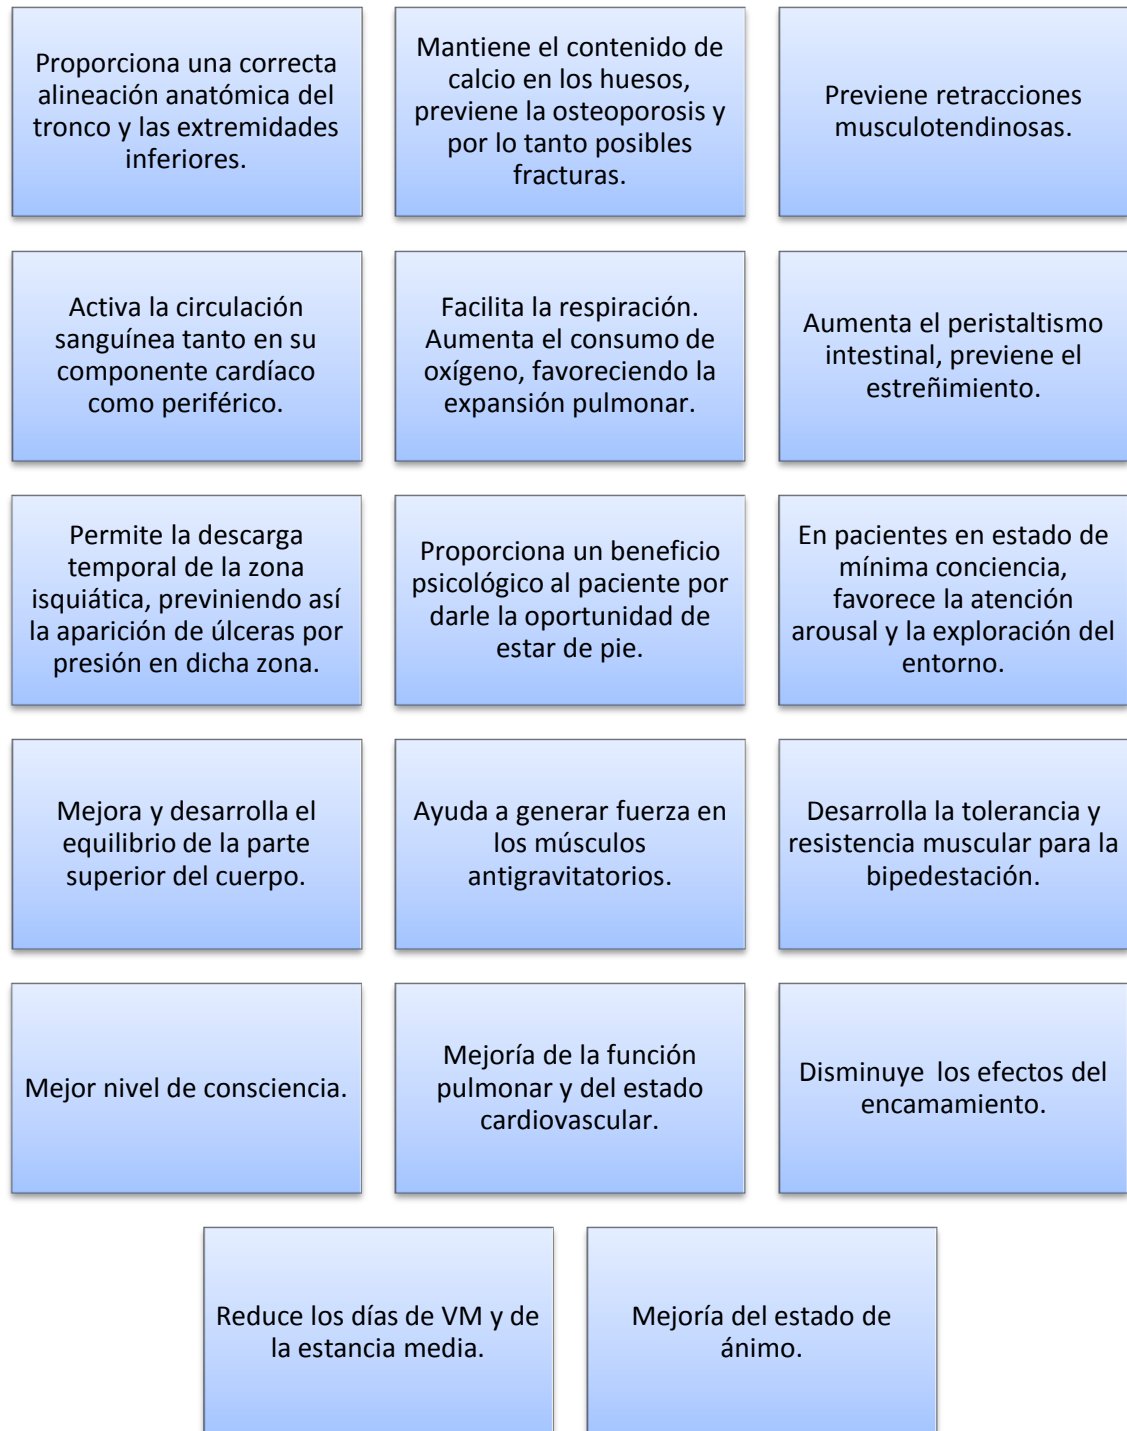 Proporciona una correcta
alineación anatómica del
tronco y las extremidades
inferiores.
Mantiene el contenido de
calcio en los huesos,
previene la osteoporosis y
por lo tanto posibles
fracturas.
Previene retracciones
musculotendinosas.
Activa la circulación
sanguínea tanto en su
componente cardíaco
como periférico.
Facilita la respiración.
Aumenta el consumo de
oxígeno, favoreciendo la
expansión pulmonar.
Aumenta el peristaltismo
intestinal, previene el
estreñimiento.
Permite la descarga
temporal de la zona
isquiática, previniendo así
la aparición de úlceras por
presión en dicha zona.
Proporciona un beneficio
psicológico al paciente por
darle la oportunidad de
estar de pie.
En pacientes en estado de
mínima conciencia,
favorece la atención
arousal y la exploración del
entorno.
Mejora y desarrolla el
equilibrio de la parte
superior del cuerpo.
Ayuda a generar fuerza en
los músculos
antigravitatorios.
Desarrolla la tolerancia y
resistencia muscular para la
bipedestación.
Mejor nivel de consciencia.
Mejoría de la función
pulmonar y del estado
cardiovascular.
Disminuye los efectos del
encamamiento.
Reduce los días de VM y de
la estancia media.
Mejoría del estado de
ánimo.